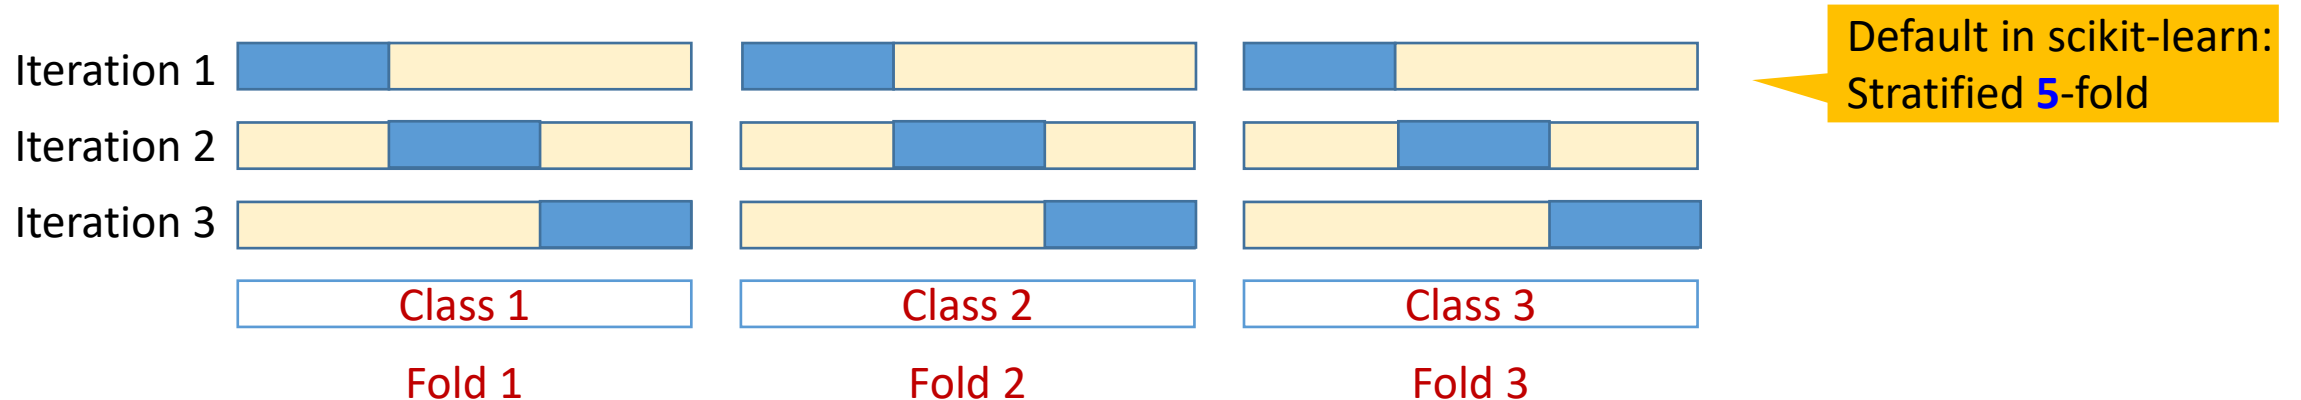 Iteration 1
Iteration 2
Iteration 3
Class 1
Class 2
Class 3
Fold 1
Fold 2
Fold 3
Default in scikit-learn:
Stratified 5-fold